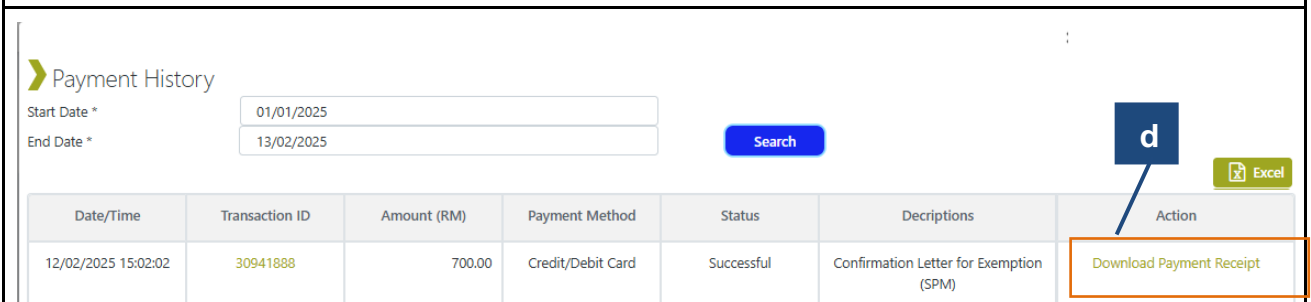 Payment History
Start Date *
01/01/2025
End Date *
13/02/2025
Search
d
Excel
Date/Time Transaction ID Amount (RM) Payment Method Status Decriptions Action
12/02/2025 15:02:02 30941888 700.00 Credit/Debit Card Successful Confirmation Letter for Exemption Download Payment Receipt
(SPM)